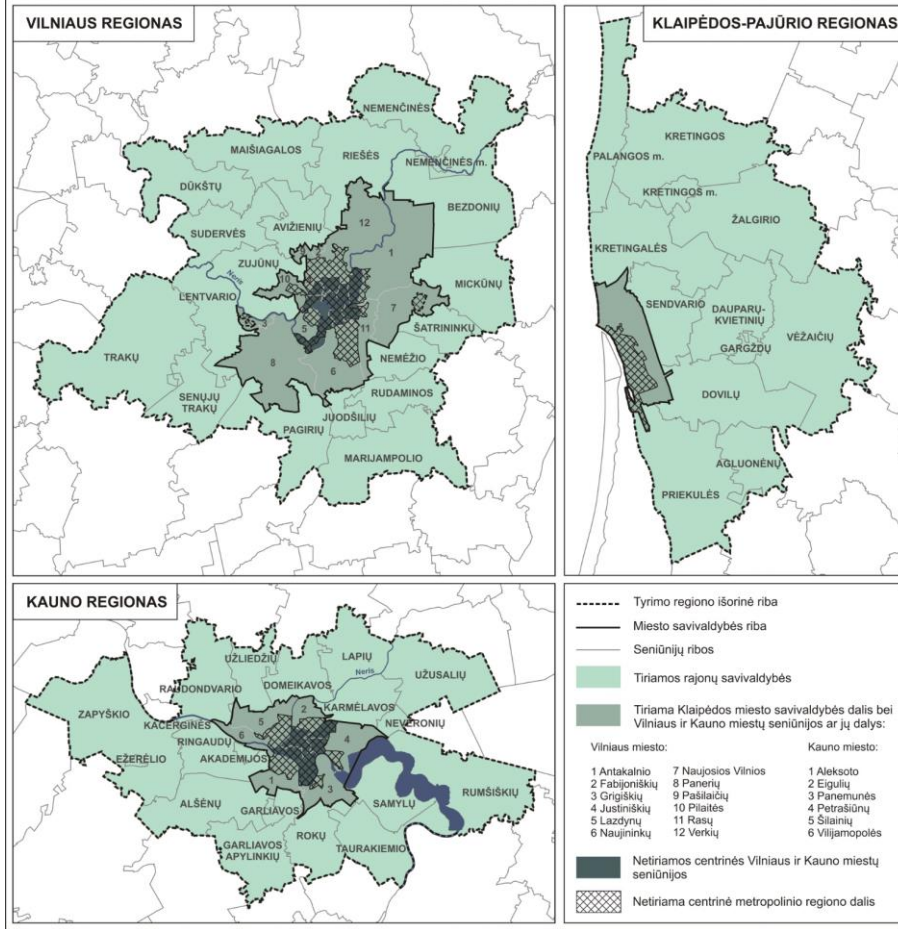 VILNIAUS REGIONAS
NEMENČINĖS
MAIŠIAGALOS
RIEŠĖS
NEMENČINĖS m.
DŪKŠTŲ
BEZDONIŲ
AVIŽIENIŲ
12
SUDERVĖS
1
ZUJŪNŲ
Neris
10
MICKŪNŲ
LENTVARIO
7
3
11
5
ŠATRININKŲ
TRAKŲ
8
NEMĖŽIO
6
SENŲJŲ
TRAKŲ
RUDAMINOS
JUODŠILIŲ
PAGIRIŲ
MARIJAMPOLIO
KLAIPĖDOS-PAJŪRIO REGIONAS
KRETINGOS
PALANGOS m.
KRETINGOS m.
ŽALGIRIO
KRETINGALĖS
SENDVARIO
DAUPARŲ-
KVIETINIŲ
VĖŽAIČIŲ
GARGŽDŲ
DOVILŲ
AGLUONĖNŲ
PRIEKULĖS
KAUNO REGIONAS
LAPIŲ
UŽLIEDŽIŲ
Neris
UŽUSALIŲ
RAUDONDVARIO
DOMEIKAVOS
ZAPYŠKIO
KARMĖLAVOS
KAČERGINĖS
2
5
NEVERONIŲ
6
4
RINGAUDŲ
EŽERĖLIO
AKADEMIJOS
RUMŠIŠKIŲ
1
3
ALŠĖNŲ
SAMYLŲ
GARLIAVOS
ROKŲ
GARLIAVOS
APYLINKIŲ
TAURAKIEMIO
Tyrimo regiono išorinė riba
Miesto savivaldybės riba
Seniūnijų ribos
Tiriamos rajonų savivaldybės
Tiriama Klaipėdos miesto savivaldybės dalis bei
Vilniaus ir Kauno miestų seniūnijos ar jų dalys:
Vilniaus miesto:
1 Antakalnio
2 Fabijoniškių
3 Grigiškių
4 Justiniškių
5 Lazdynų
6 Naujininkų
7 Naujosios Vilnios
8 Panerių
9 Pašilaičių
10 Pilaitės
11 Rasų
12 Verkių
Kauno miesto:
1 Aleksoto
2 Eigulių
3 Panemunės
4 Petrašiūnų
5 Šilainių
6 Vilijampolės
Netiriamos centrinės Vilniaus ir Kauno miestų
seniūnijos
Netiriama centrinė metropolinio regiono dalis